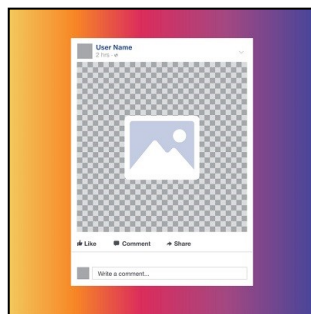 User Name
2 hrs ·
Like Comment Share
Write a comment...